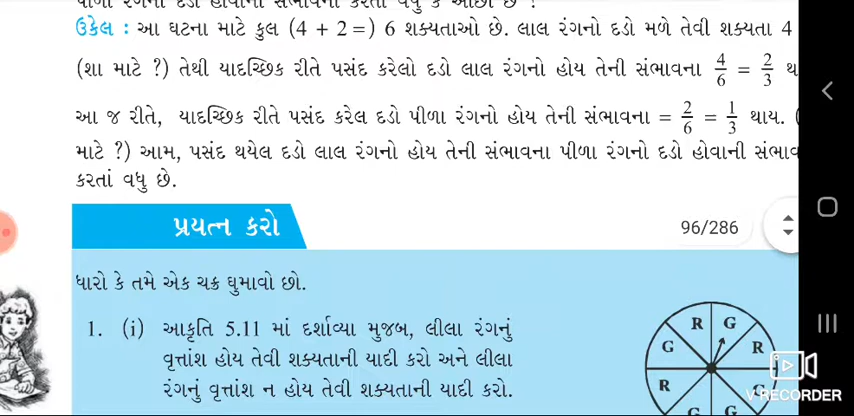 ઉકેલ : આ ઘટના માટે કુલ (4 + 2 =) 6 શક્યતાઓ છે. લાલ રંગનો દડો મળે તેવી શક્યતા 4
(શા માટે ?) તેથી યાદચ્છિક રીતે પસંદ કરેલો દડો લાલ રંગનો હોય તેની સંભાવના 4/6 = 2/3 થ
આ જ રીતે, યાદચ્છિક રીતે પસંદ કરેલ દડો પીળા રંગનો હોય તેની સંભાવના = 2/6 = 1/3 થાય. (
માટે ?) આમ, પસંદ થયેલ દડો લાલ રંગનો હોય તેની સંભાવના પીળા રંગનો દડો હોવાની સંભાવ
કરતાં વધુ છે.
પ્રયત્ન કરો
96/286
ધારો કે તમે એક ચક્ર ઘુમાવો છો.
1. (i) આકૃતિ 5.11 માં દર્શાવ્યા મુજબ, લીલા રંગનું
વૃત્તાંશ હોય તેવી શક્યતાની યાદી કરો અને લીલા
રંગનું વૃત્તાંશ ન હોય તેવી શક્યતાની યાદી કરો.
R G
G R
R G
G G
V RECORDER